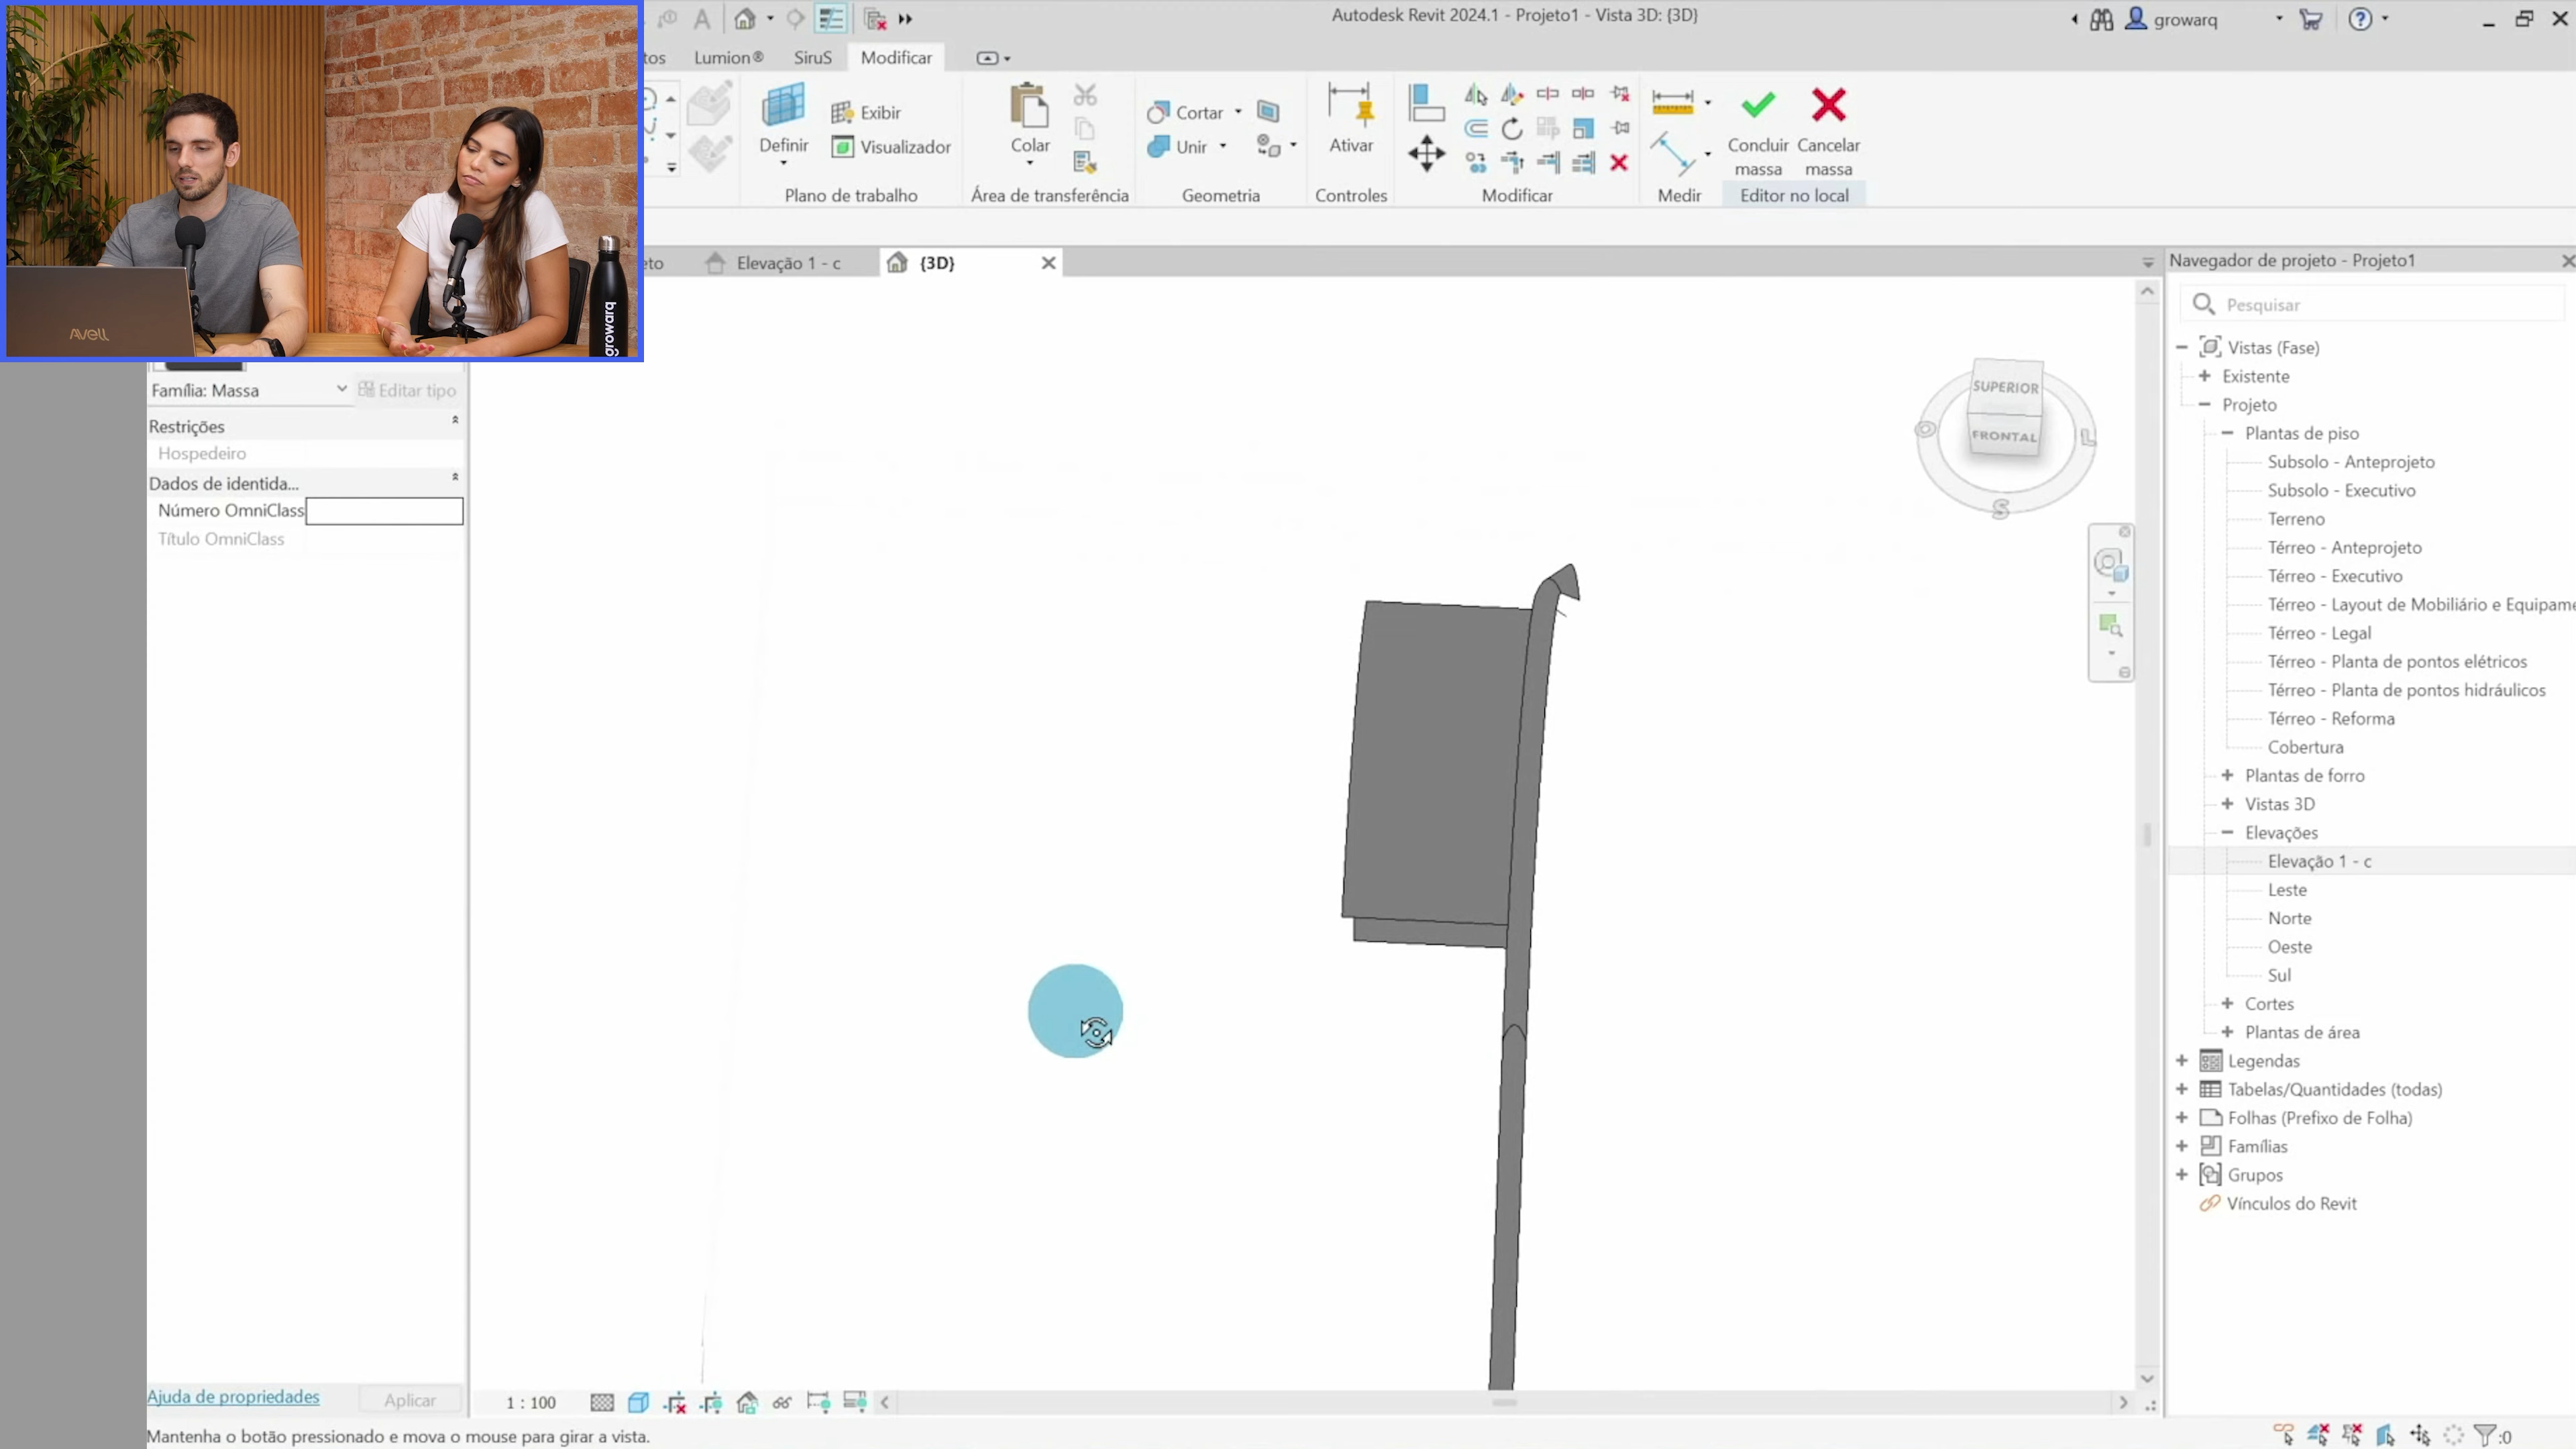 Autodesk Revit 2024.1 - Projeto1 - Vista 3D: {3D}
growarq
tos
Lumion®
SiruS
Modificar
Definir
Exibir
Visualizador
Plano de trabalho
Colar
Área de transferência
Cortar
Unir
Geometria
Ativar
Controles
Modificar
Medir
Concluir massa
Cancelar massa
Editor no local
AVELL
growarq
eto
Elevação 1 - c
{3D}
Família: Massa
Editar tipo
Restrições
Hospedeiro
Dados de identida...
Número OmniClass
Título OmniClass
Ajuda de propriedades
Aplicar
SUPERIOR
FRONTAL
O
L
S
1 : 100
Mantenha o botão pressionado e mova o mouse para girar a vista.
Navegador de projeto - Projeto1
Pesquisar
Vistas (Fase)
Existente
Projeto
Plantas de piso
Subsolo - Anteprojeto
Subsolo - Executivo
Terreno
Térreo - Anteprojeto
Térreo - Executivo
Térreo - Layout de Mobiliário e Equipame
Térreo - Legal
Térreo - Planta de pontos elétricos
Térreo - Planta de pontos hidráulicos
Térreo - Reforma
Cobertura
Plantas de forro
Vistas 3D
Elevações
Elevação 1 - c
Leste
Norte
Oeste
Sul
Cortes
Plantas de área
Legendas
Tabelas/Quantidades (todas)
Folhas (Prefixo de Folha)
Famílias
Grupos
Vínculos do Revit
:0